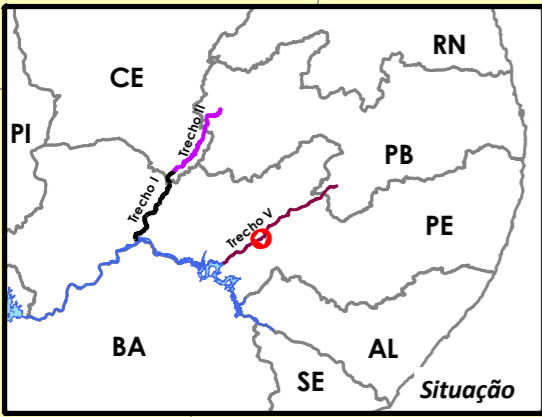 RN
CE
PI
Trecho II
PB
Trecho I
Trecho V
PE
BA
AL
SE
Situação